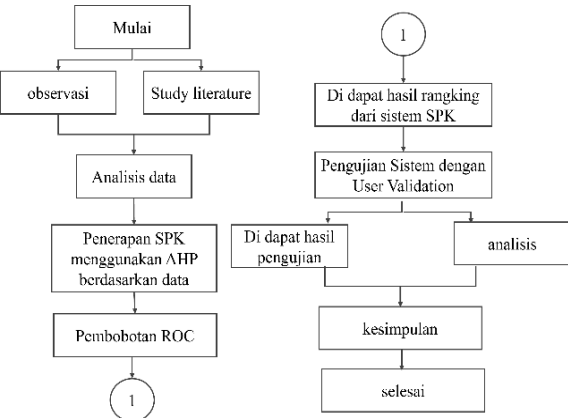 Mulai
observasi
Study literature
Analisis data
Penerapan SPK
menggunakan AHP
berdasarkan data
Pembobotan ROC
1
1
Di dapat hasil rangking
dari sistem SPK
Pengujian Sistem dengan
User Validation
Di dapat hasil
pengujian
analisis
kesimpulan
selesai